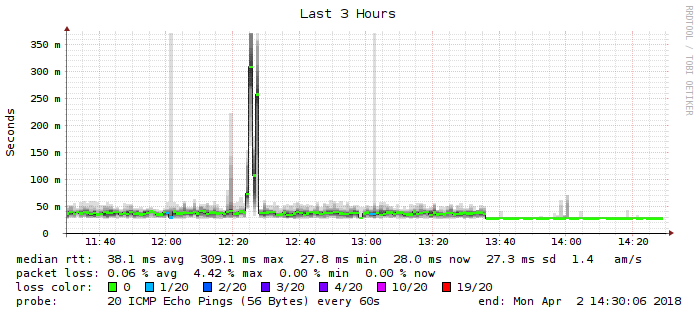 Last 3 Hours
RRDTOOL / TOBI OETIKER
Seconds
350 m
300 m
250 m
200 m
150 m
100 m
50 m
0
11:40 12:00 12:20 12:40 13:00 13:20 13:40 14:00 14:20
median rtt: 38.1 ms avg 309.1 ms max 27.8 ms min 28.0 ms now 27.3 ms sd 1.4 am/s
packet loss: 0.06 % avg 4.42 % max 0.00 % min 0.00 % now
loss color: 0 1/20 2/20 3/20 4/20 10/20 19/20
probe: 20 ICMP Echo Pings (56 Bytes) every 60s end: Mon Apr 2 14:30:06 2018